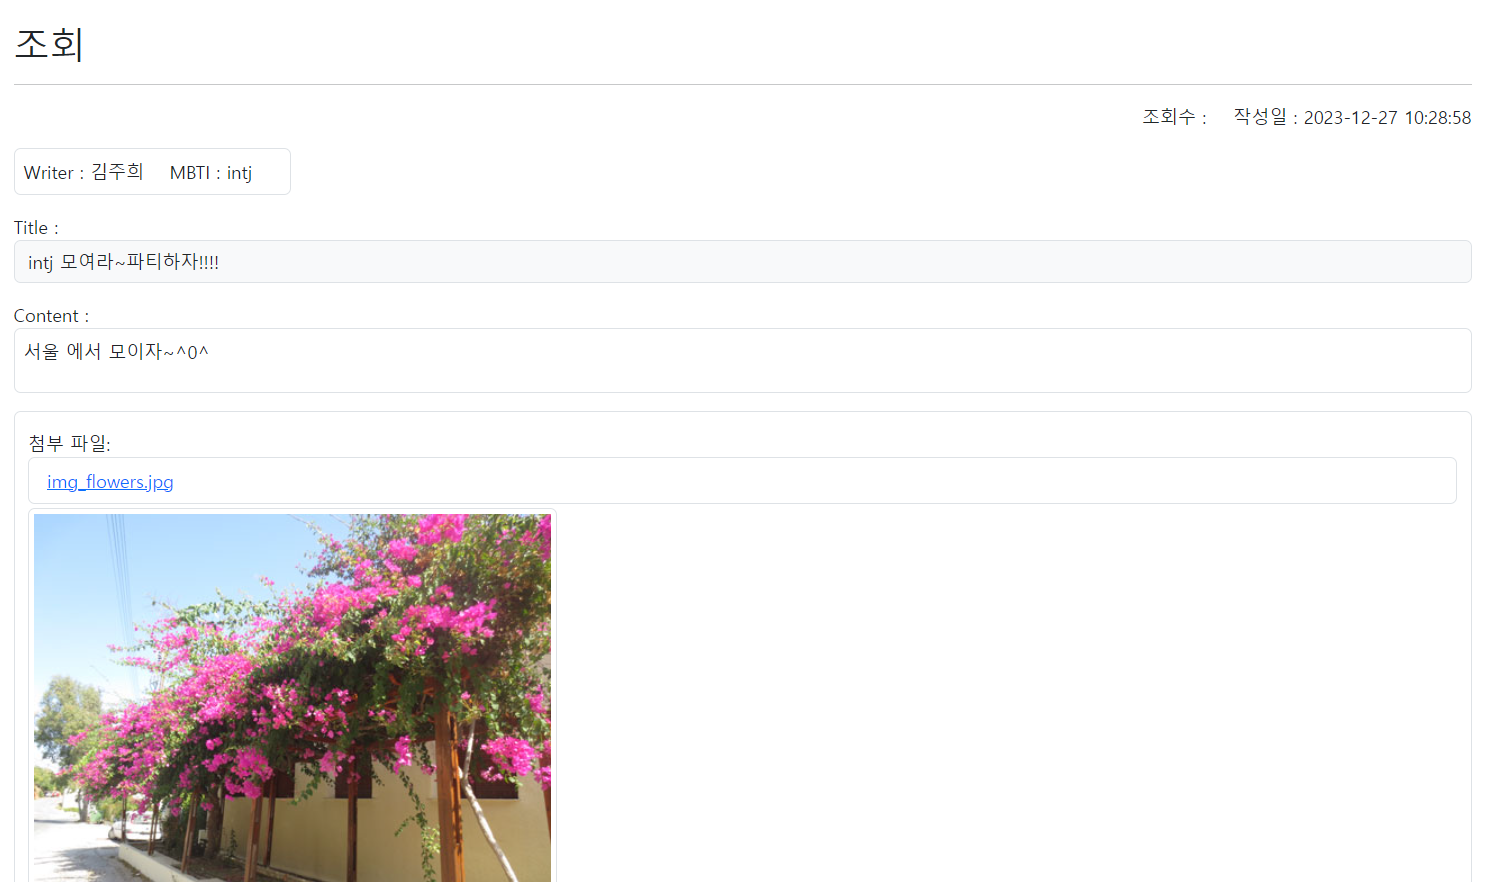 조회
조회수 : 작성일 : 2023-12-27 10:28:58
Writer : 김주희 MBTI : intj
Title :
intj 모여라~파티하자!!!!
Content :
서울 에서 모이자~^0^
첨부 파일:
img_flowers.jpg